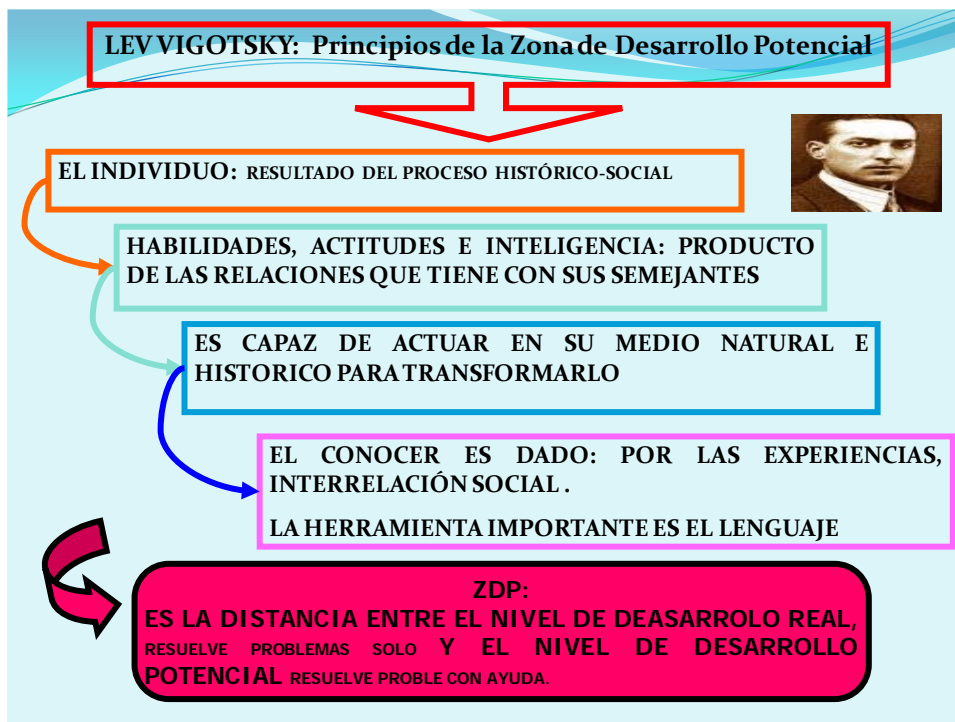 LEV VIGOTSKY: Principios de la Zona de Desarrollo Potencial
EL INDIVIDUO: RESULTADO DEL PROCESO HISTÓRICO-SOCIAL
HABILIDADES, ACTITUDES E INTELIGENCIA: PRODUCTO
DE LAS RELACIONES QUE TIENE CON SUS SEMEJANTES
ES CAPAZ DE ACTUAR EN SU MEDIO NATURAL E
HISTORICO PARA TRANSFORMARLO
EL CONOCER ES DADO: POR LAS EXPERIENCIAS,
INTERRELACIÓN SOCIAL .
LA HERRAMIENTA IMPORTANTE ES EL LENGUAJE
ZDP:
ES LA DISTANCIA ENTRE EL NIVEL DE DEASARROLO REAL,
RESUELVE PROBLEMAS SOLO Y EL NIVEL DE DESARROLLO
POTENCIAL RESUELVE PROBLE CON AYUDA.